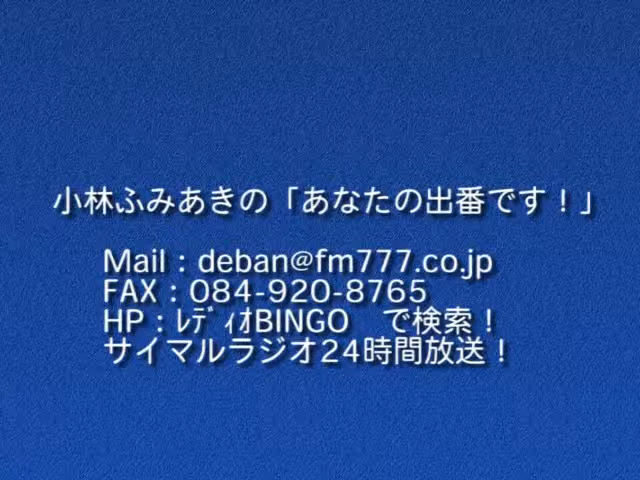 小林ふみあきの「あなたの出番です！」
Mail：deban@fm777.co.jp
FAX：084-920-8765
HP：ﾚﾃﾞｨｵBINGO　で検索！
サイマルラジオ24時間放送！